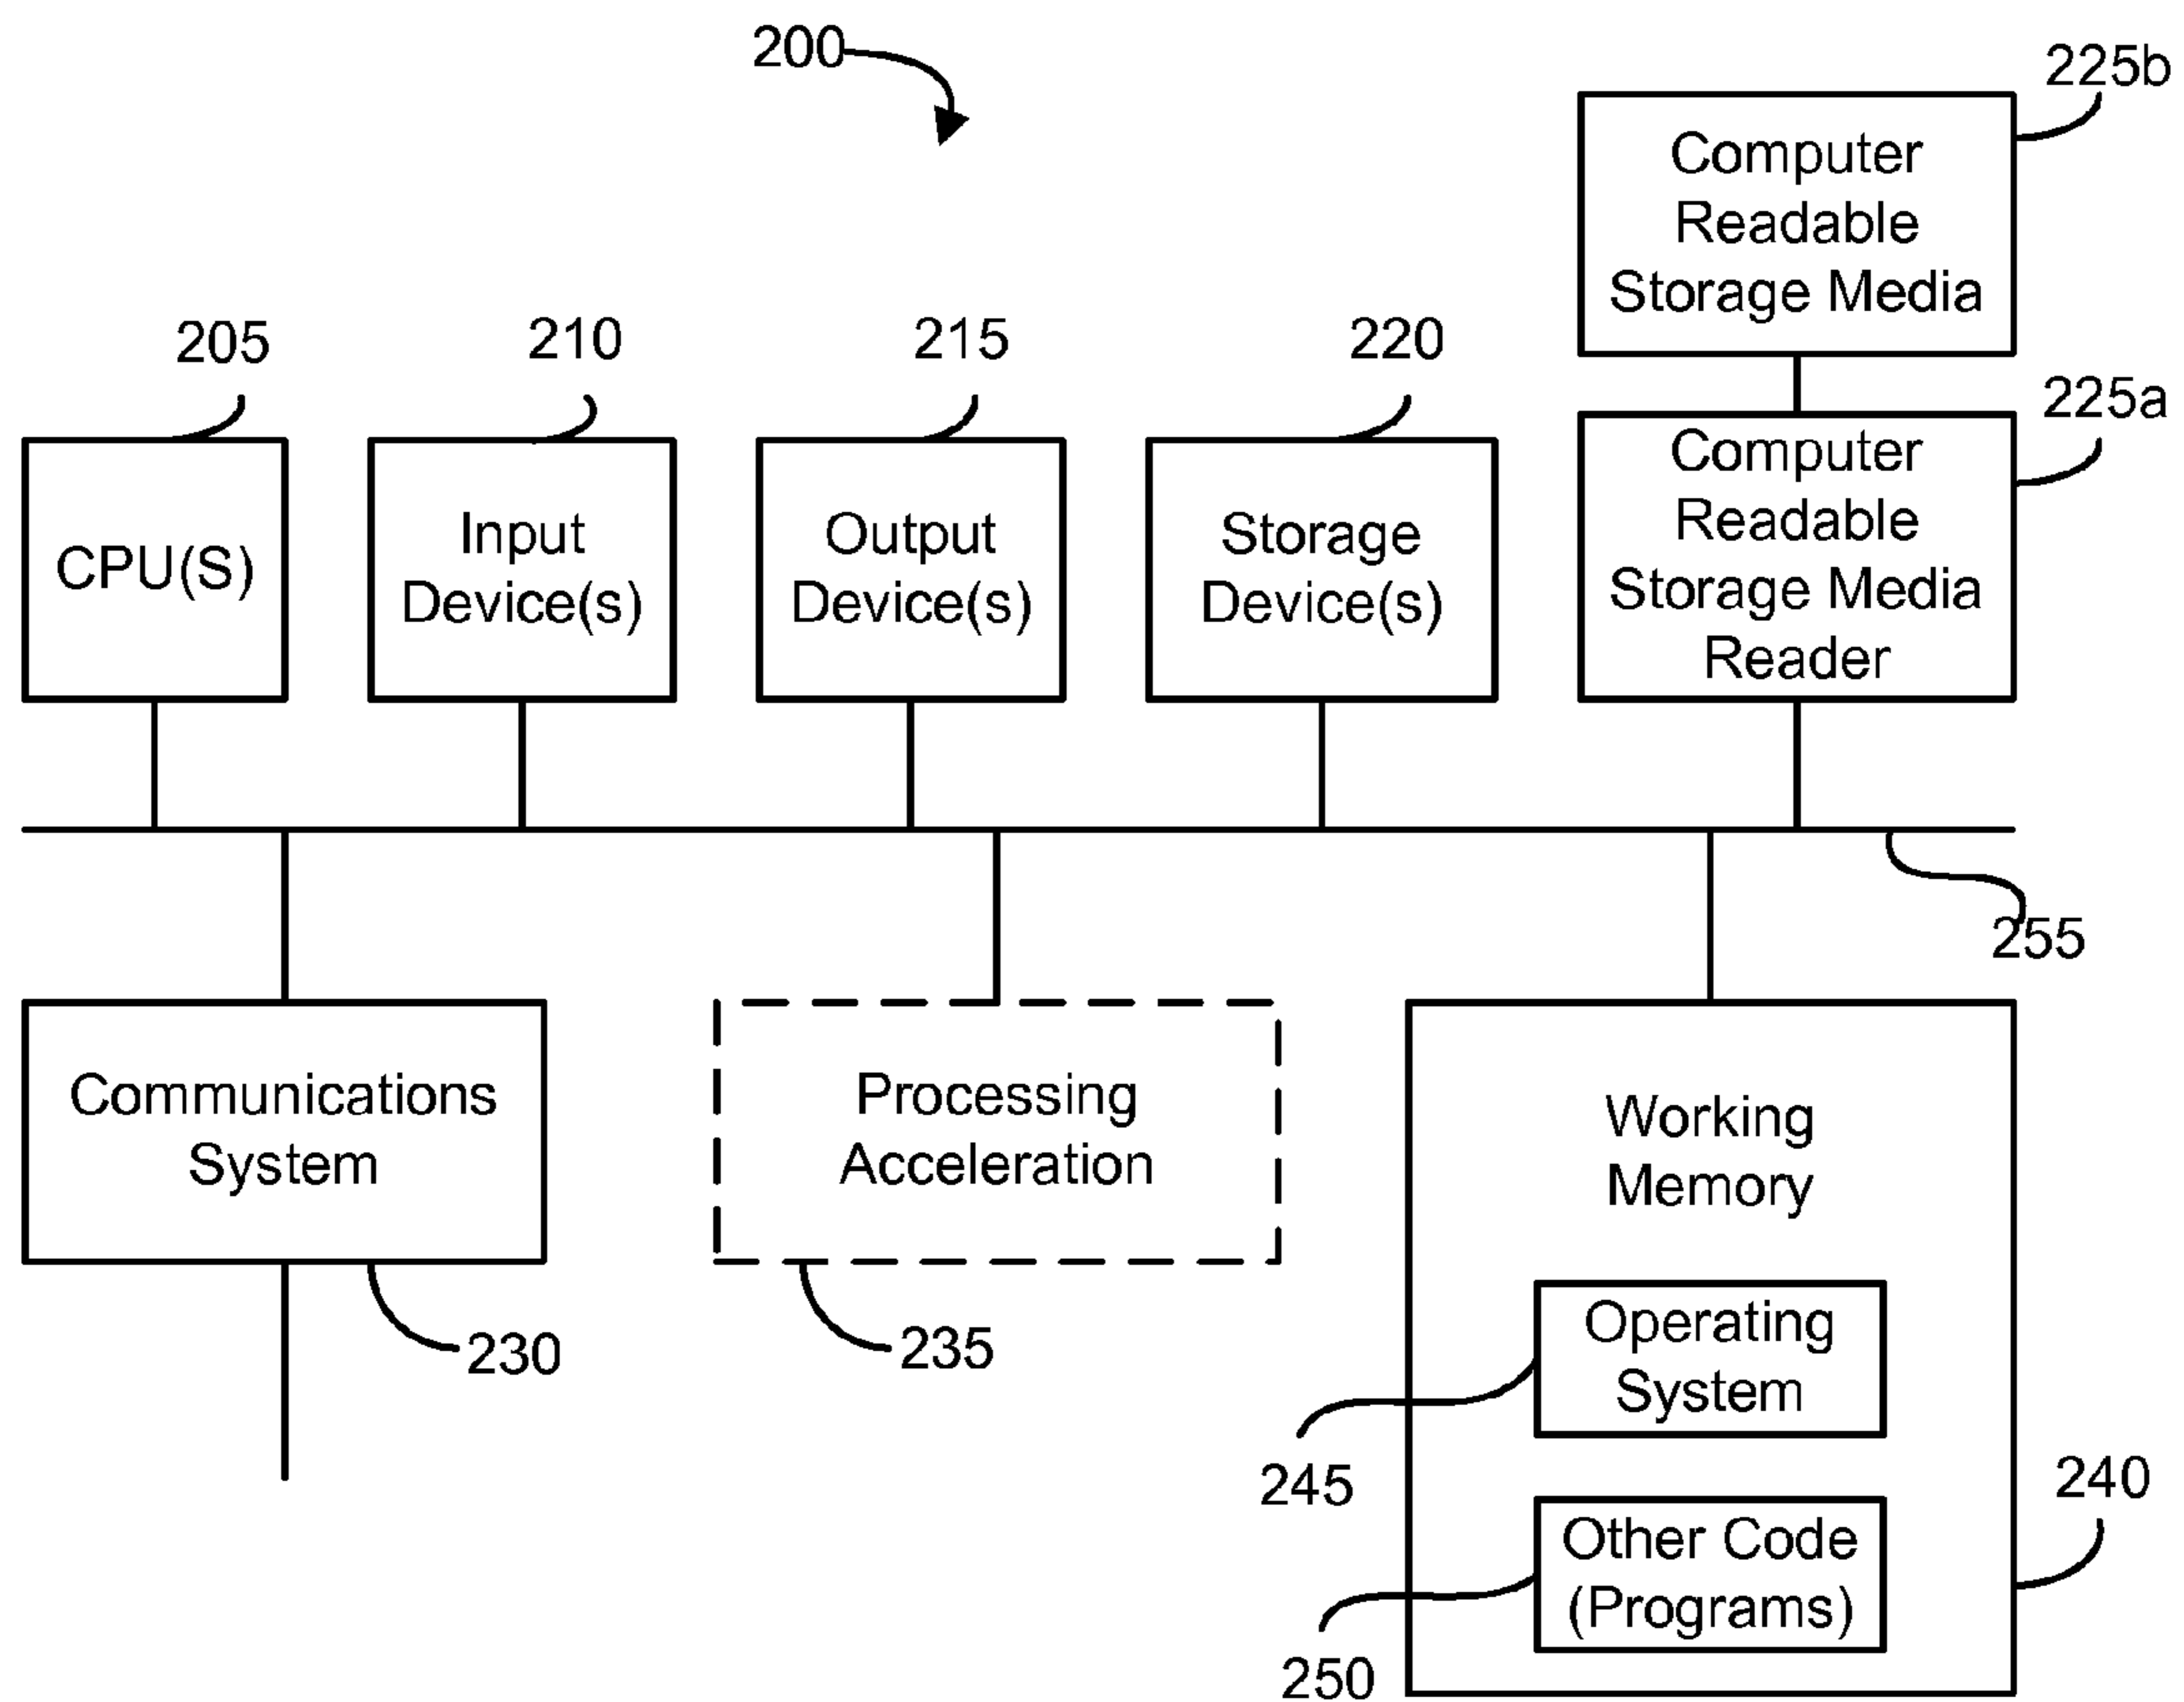 200
225b
Computer
Readable
Storage Media
205
210
215
220
225a
CPU(S)
Input
Device(s)
Output
Device(s)
Storage
Device(s)
Computer
Readable
Storage Media
Reader
255
Communications
System
230
Processing
Acceleration
235
Working
Memory
Operating
System
245
240
Other Code
(Programs)
250